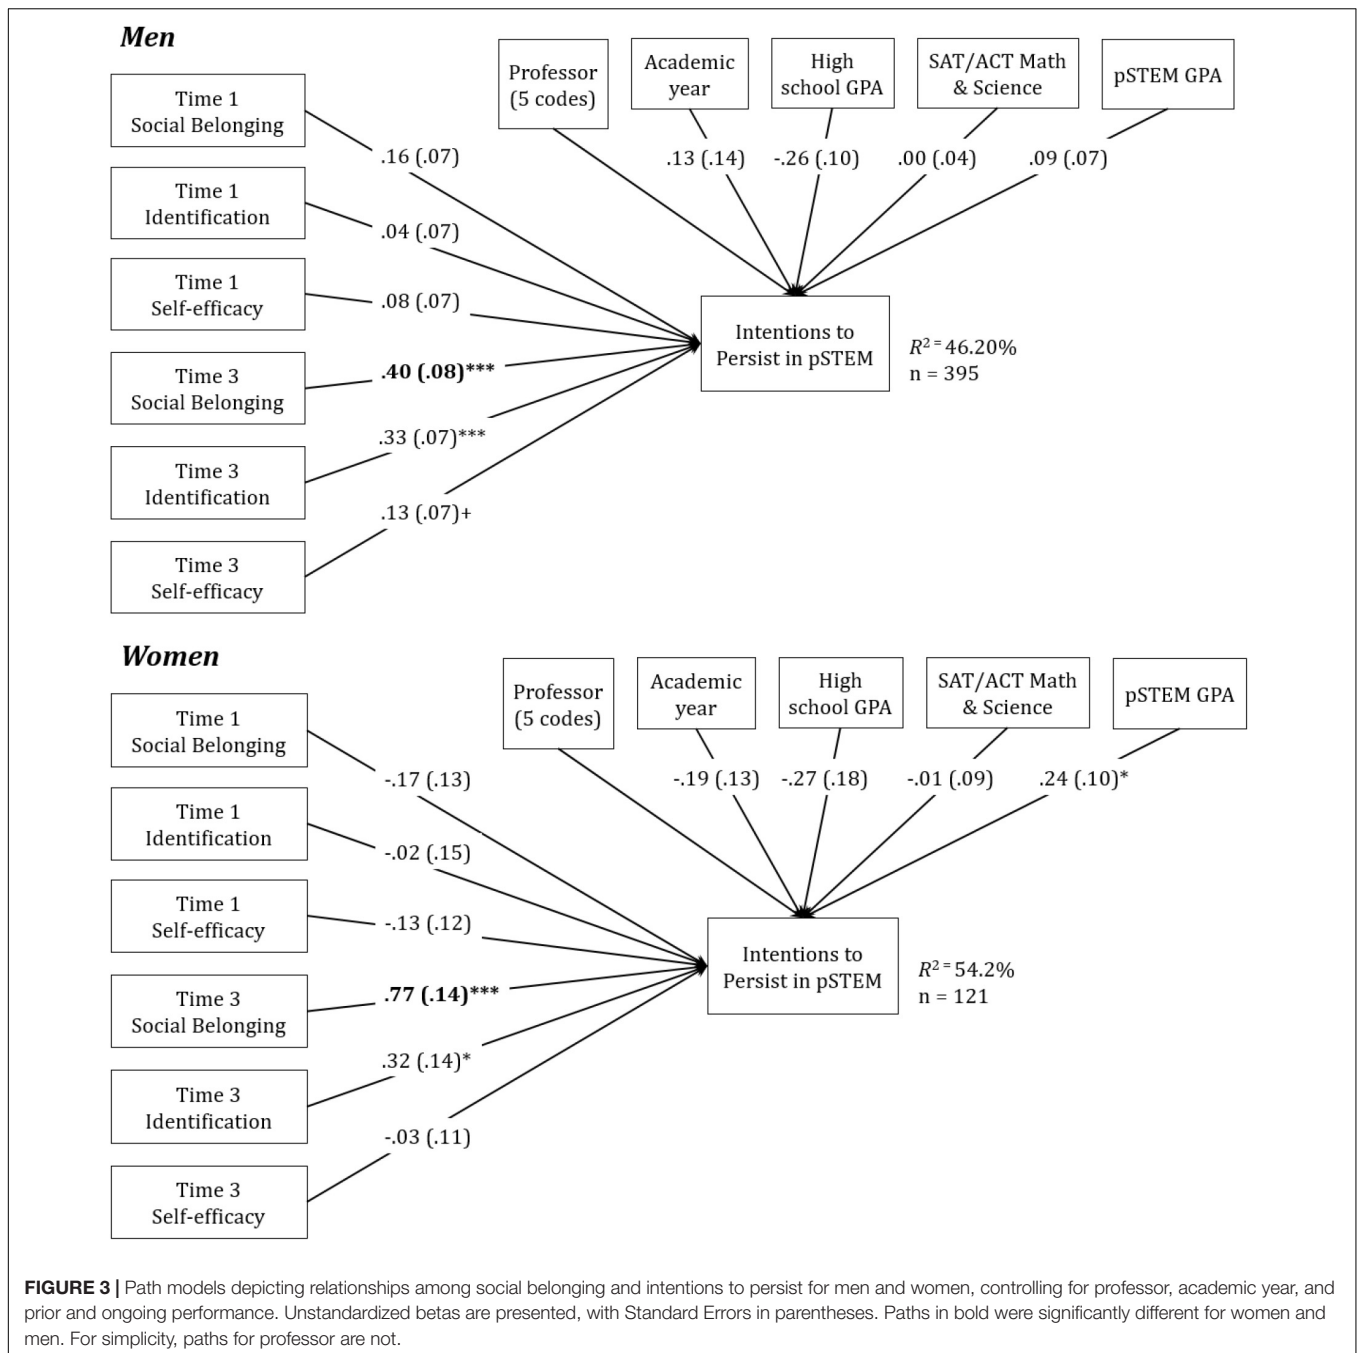 Men
Professor
(5 codes)
Academic
year
High
school GPA
SAT/ACT Math
& Science
pSTEM GPA
.13 (.14)
-.26 (.10)
.00 (.04)
.09 (.07)
Time 1
Social Belonging
.16 (.07)
Time 1
Identification
.04 (.07)
Time 1
Self-efficacy
.08 (.07)
Time 3
Social Belonging
.40 (.08)***
Time 3
Identification
.33 (.07)***
Time 3
Self-efficacy
.13 (.07)+
Intentions to
Persist in pSTEM
R² = 46.20%
n = 395
Women
Professor
(5 codes)
Academic
year
High
school GPA
SAT/ACT Math
& Science
pSTEM GPA
-.19 (.13)
-.27 (.18)
-.01 (.09)
.24 (.10)*
Time 1
Social Belonging
-.17 (.13)
Time 1
Identification
-.02 (.15)
Time 1
Self-efficacy
-.13 (.12)
Time 3
Social Belonging
.77 (.14)***
Time 3
Identification
.32 (.14)*
Time 3
Self-efficacy
-.03 (.11)
Intentions to
Persist in pSTEM
R² = 54.2%
n = 121
FIGURE 3 | Path models depicting relationships among social belonging and intentions to persist for men and women, controlling for professor, academic year, and
prior and ongoing performance. Unstandardized betas are presented, with Standard Errors in parentheses. Paths in bold were significantly different for women and
men. For simplicity, paths for professor are not.